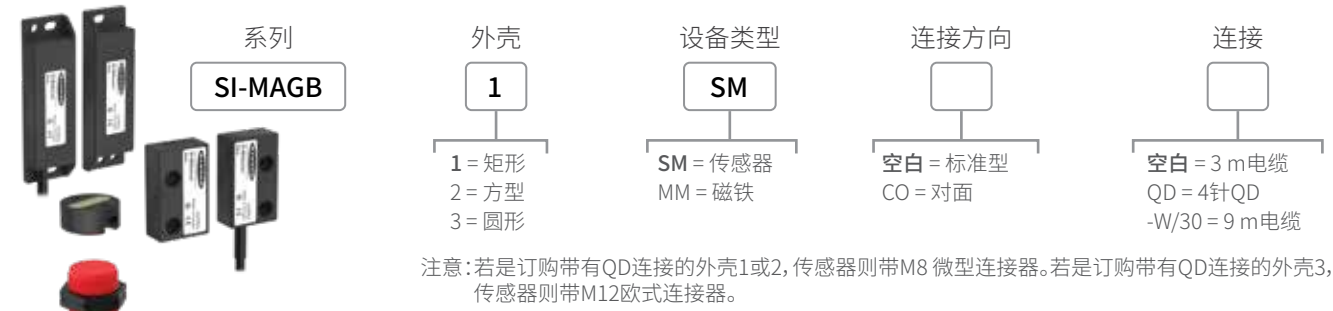 系列 外壳 设备类型 连接方向 连接
SI-MAGB 1 SM
1 = 矩形 SM = 传感器 空白 = 标准型 空白 = 3 m电缆
2 = 方型 MM = 磁铁 CO = 对面 QD = 4针QD
3 = 圆形 -W/30 = 9 m电缆
注意：若是订购带有QD连接的外壳1或2，传感器则带M8 微型连接器。若是订购带有QD连接的外壳3，
传感器则带M12欧式连接器。